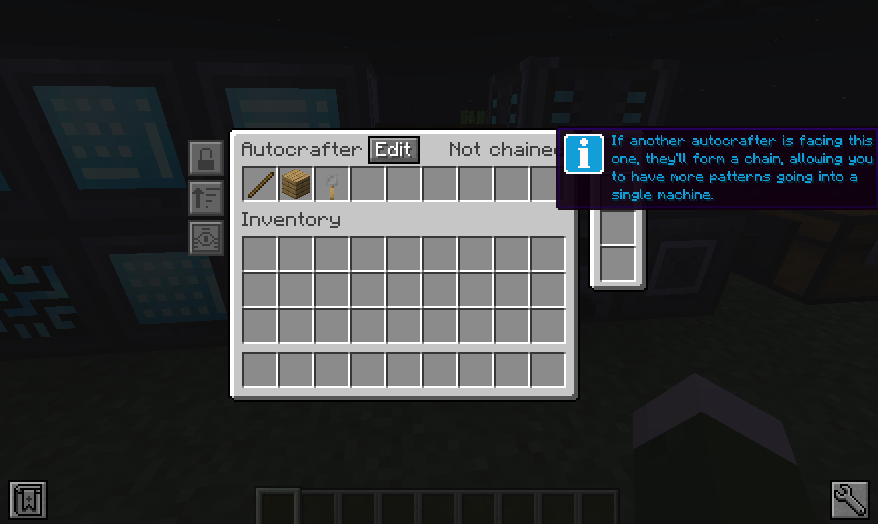 Autocrafter Edit Not chained
If another autocrafter is facing this
one, they'll form a chain, allowing you
to have more patterns going into a
single machine.
Inventory